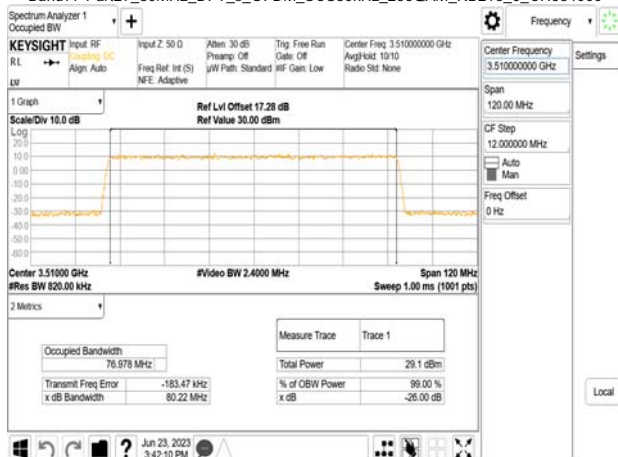 Spectrum Analyzer 1
Occupied BW
Frequency
KEYSIGHT
Input: RF
Coupling: DC
Align: Auto
RL
LVI
Input Z: 50 Ω
Freq Ref: Int (S)
NFE: Adaptive
Atten: 30 dB
Preamp: Off
µW Path: Standard
Trig: Free Run
Gate: Off
#IF Gain: Low
Center Freq: 3.510000000 GHz
Avg|Hold: 10/10
Radio Std: None
Center Frequency
3.510000000 GHz
Settings
Span
120.00 MHz
CF Step
12.000000 MHz
Auto
Man
Freq Offset
0 Hz
1 Graph
Scale/Div 10.0 dB
Ref Lvl Offset 17.28 dB
Ref Value 30.00 dBm
Log
20.0
10.0
0.00
-10.0
-20.0
-30.0
-40.0
-50.0
-60.0
Center 3.51000 GHz
#Res BW 820.00 kHz
#Video BW 2.4000 MHz
Span 120 MHz
Sweep 1.00 ms (1001 pts)
2 Metrics
Measure Trace
Trace 1
Occupied Bandwidth
76.978 MHz
Total Power
29.1 dBm
Transmit Freq Error
-183.47 kHz
% of OBW Power
99.00 %
x dB Bandwidth
80.22 MHz
x dB
-26.00 dB
Local
Jun 23, 2023
3:42:10 PM